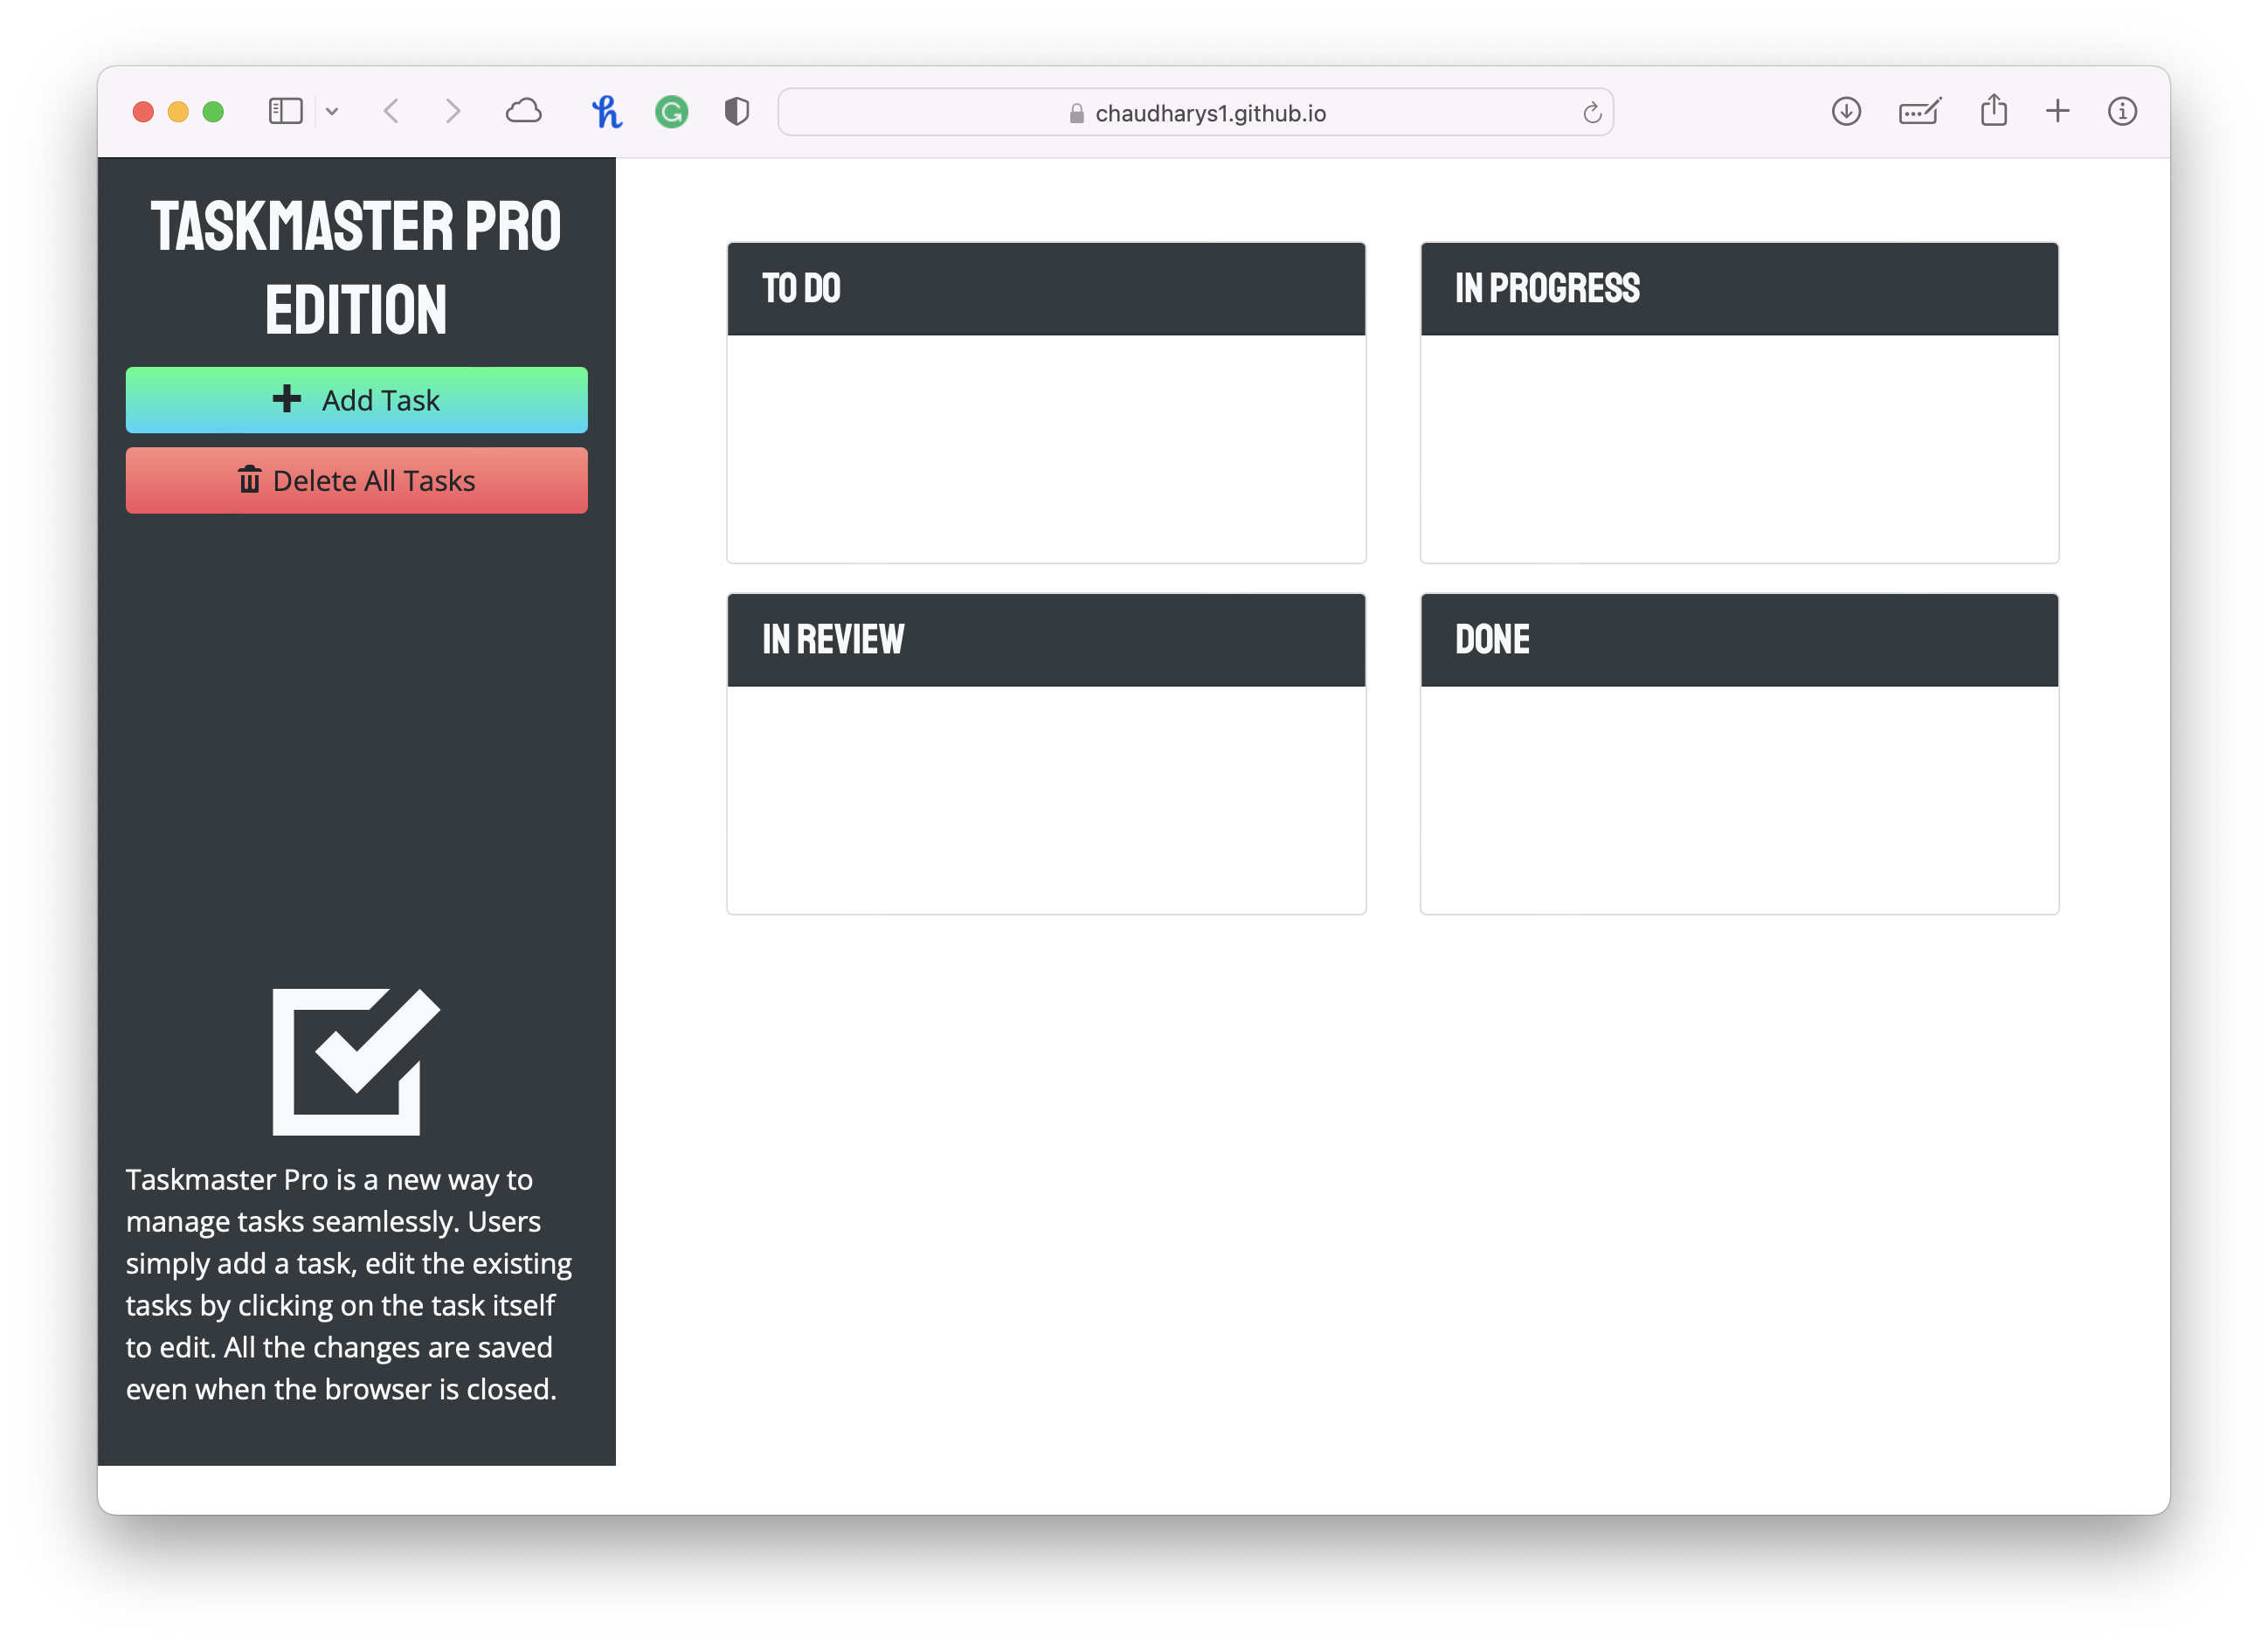 chaudharys1.github.io
TASKMASTER PRO
EDITION
Add Task
Delete All Tasks
TO DO
IN PROGRESS
IN REVIEW
DONE
Taskmaster Pro is a new way to
manage tasks seamlessly. Users
simply add a task, edit the existing
tasks by clicking on the task itself
to edit. All the changes are saved
even when the browser is closed.